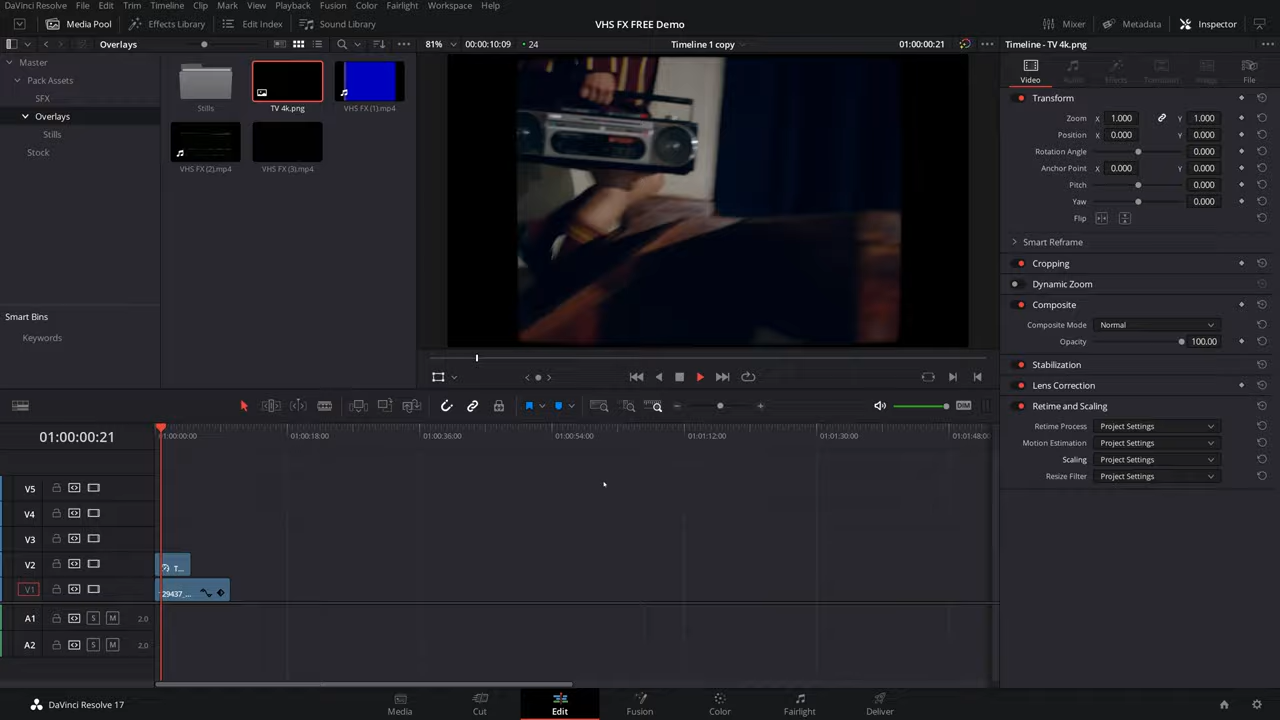 DaVinci Resolve File Edit Trim Timeline Clip Mark View Playback Fusion Color Fairlight Workspace Help
Media Pool Effects Library Edit Index Sound Library VHS FX FREE Demo Mixer Metadata Inspector
Overlays 81% 00:00:10:09 24 Timeline 1 copy 01:00:00:21 Timeline - TV 4k.png
Master
Pack Assets
SFX
Overlays
Stills
Stock
Smart Bins
Keywords
Stills TV 4k.png VHS FX (1).mp4
VHS FX (2).mp4 VHS FX (3).mp4
Video Audio Effects Transition Image File
Transform
Zoom X 1.000 Y 1.000
Position X 0.000 Y 0.000
Rotation Angle 0.000
Anchor Point X 0.000 Y 0.000
Pitch 0.000
Yaw 0.000
Flip
Smart Reframe
Cropping
Dynamic Zoom
Composite
Composite Mode Normal
Opacity 100.00
Stabilization
Lens Correction
Retime and Scaling
Retime Process Project Settings
Motion Estimation Project Settings
Scaling Project Settings
Resize Filter Project Settings
DIM
01:00:00:21
01:00:00:00 01:00:18:00 01:00:36:00 01:00:54:00 01:01:12:00 01:01:30:00 01:01:48:00
V5
V4
V3
V2 T...
V1 29437_...
A1 S M 2.0
A2 S M 2.0
DaVinci Resolve 17 Media Cut Edit Fusion Color Fairlight Deliver